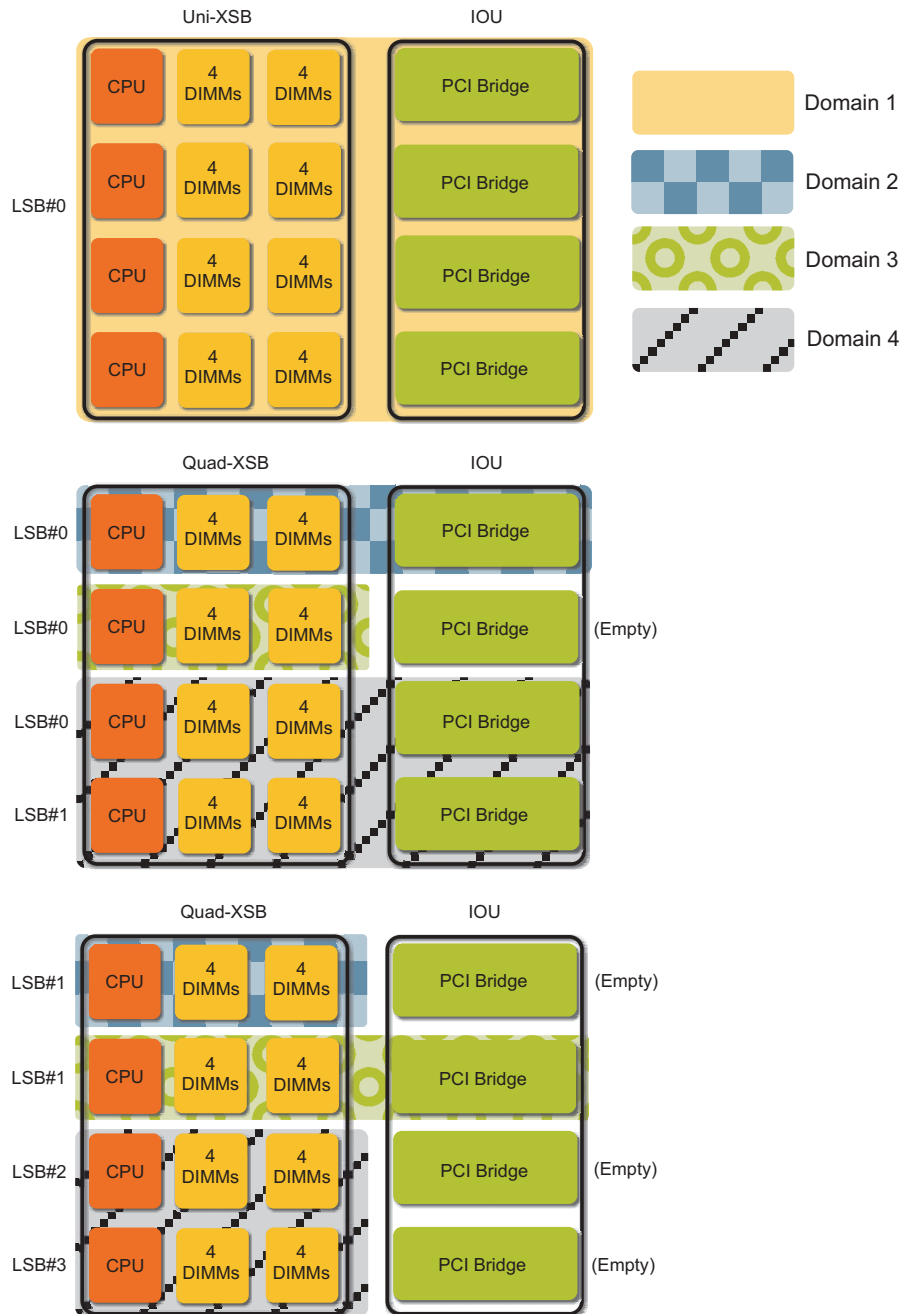 Uni-XSB
IOU
CPU
4
DIMMs
4
DIMMs
PCI Bridge
LSB#0
CPU
4
DIMMs
4
DIMMs
PCI Bridge
CPU
4
DIMMs
4
DIMMs
PCI Bridge
CPU
4
DIMMs
4
DIMMs
PCI Bridge
Domain 1
Domain 2
Domain 3
Domain 4
Quad-XSB
IOU
LSB#0
CPU
4
DIMMs
4
DIMMs
PCI Bridge
LSB#0
CPU
4
DIMMs
4
DIMMs
PCI Bridge
(Empty)
LSB#0
CPU
4
DIMMs
4
DIMMs
PCI Bridge
LSB#1
CPU
4
DIMMs
4
DIMMs
PCI Bridge
Quad-XSB
IOU
LSB#1
CPU
4
DIMMs
4
DIMMs
PCI Bridge
(Empty)
LSB#1
CPU
4
DIMMs
4
DIMMs
PCI Bridge
LSB#2
CPU
4
DIMMs
4
DIMMs
PCI Bridge
(Empty)
LSB#3
CPU
4
DIMMs
4
DIMMs
PCI Bridge
(Empty)